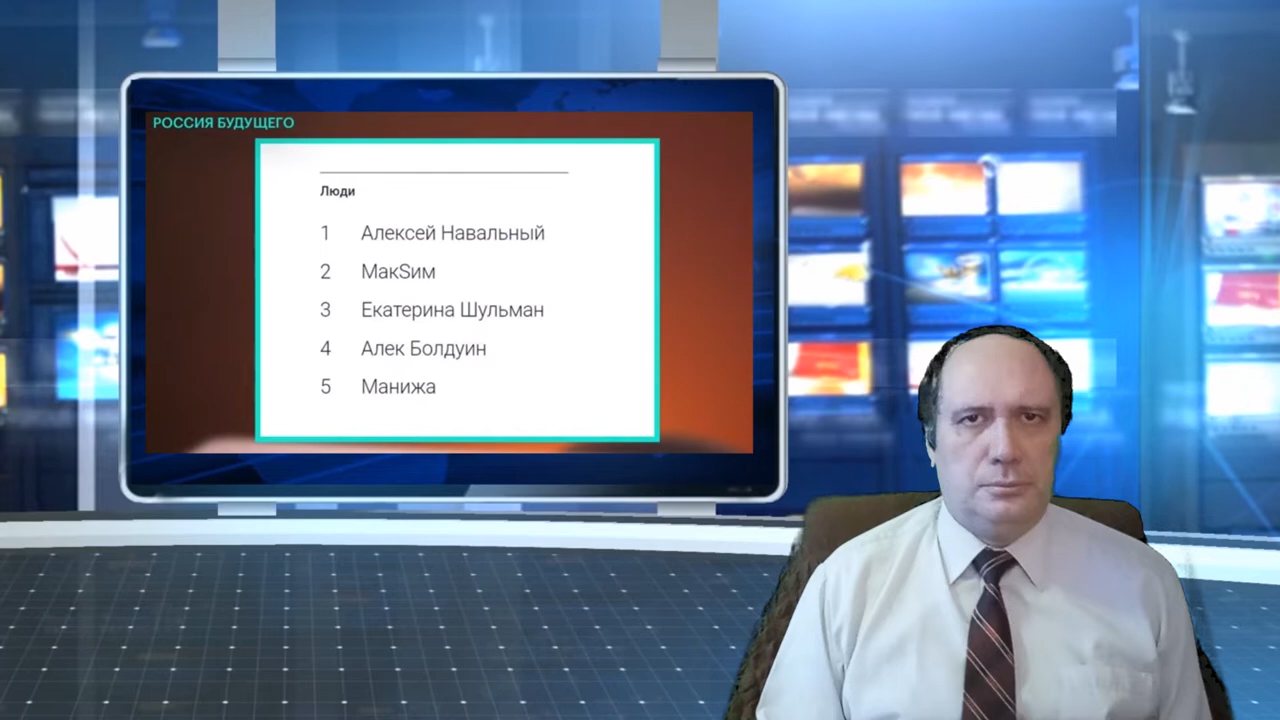 РОССИЯ БУДУЩЕГО
Люди
1 Алексей Навальный
2 МакSим
3 Екатерина Шульман
4 Алек Болдуин
5 Манижа